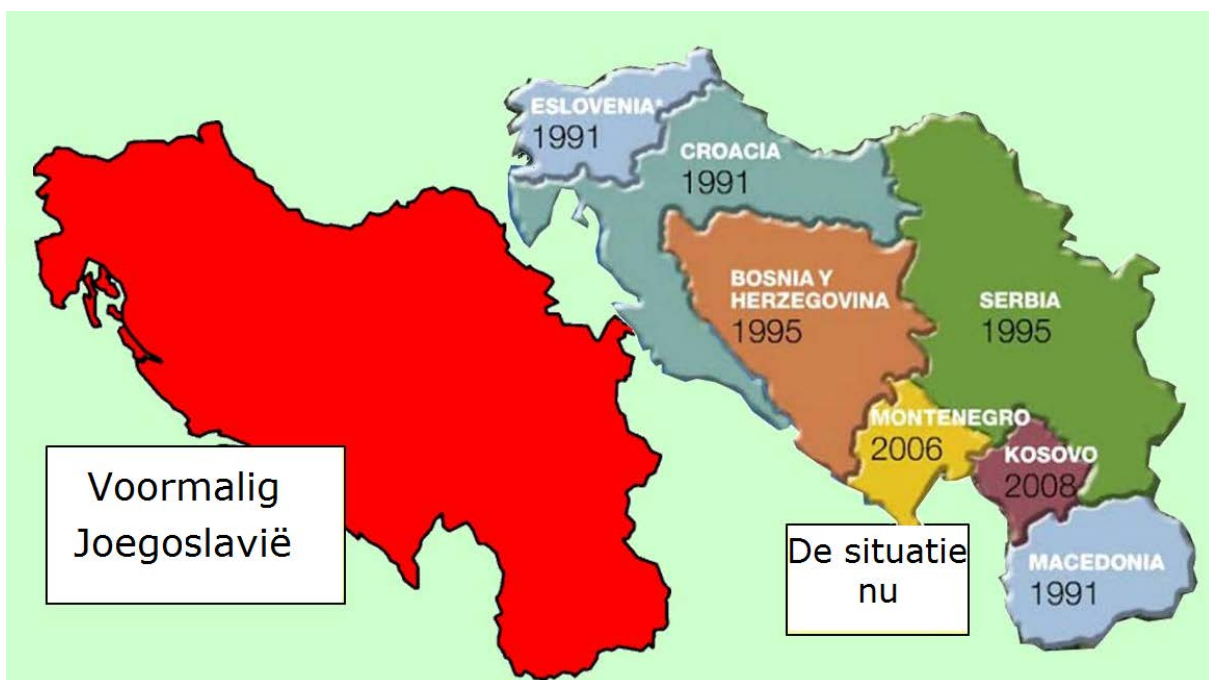 Voormalig
Joegoslavië
ESLOVENIA*
1991
CROACIA
1991
BOSNIA Y
HERZEGOVINA
1995
SERBIA
1995
MONTENEGRO
2006
KOSOVO
2008
MACEDONIA
1991
De situatie
nu